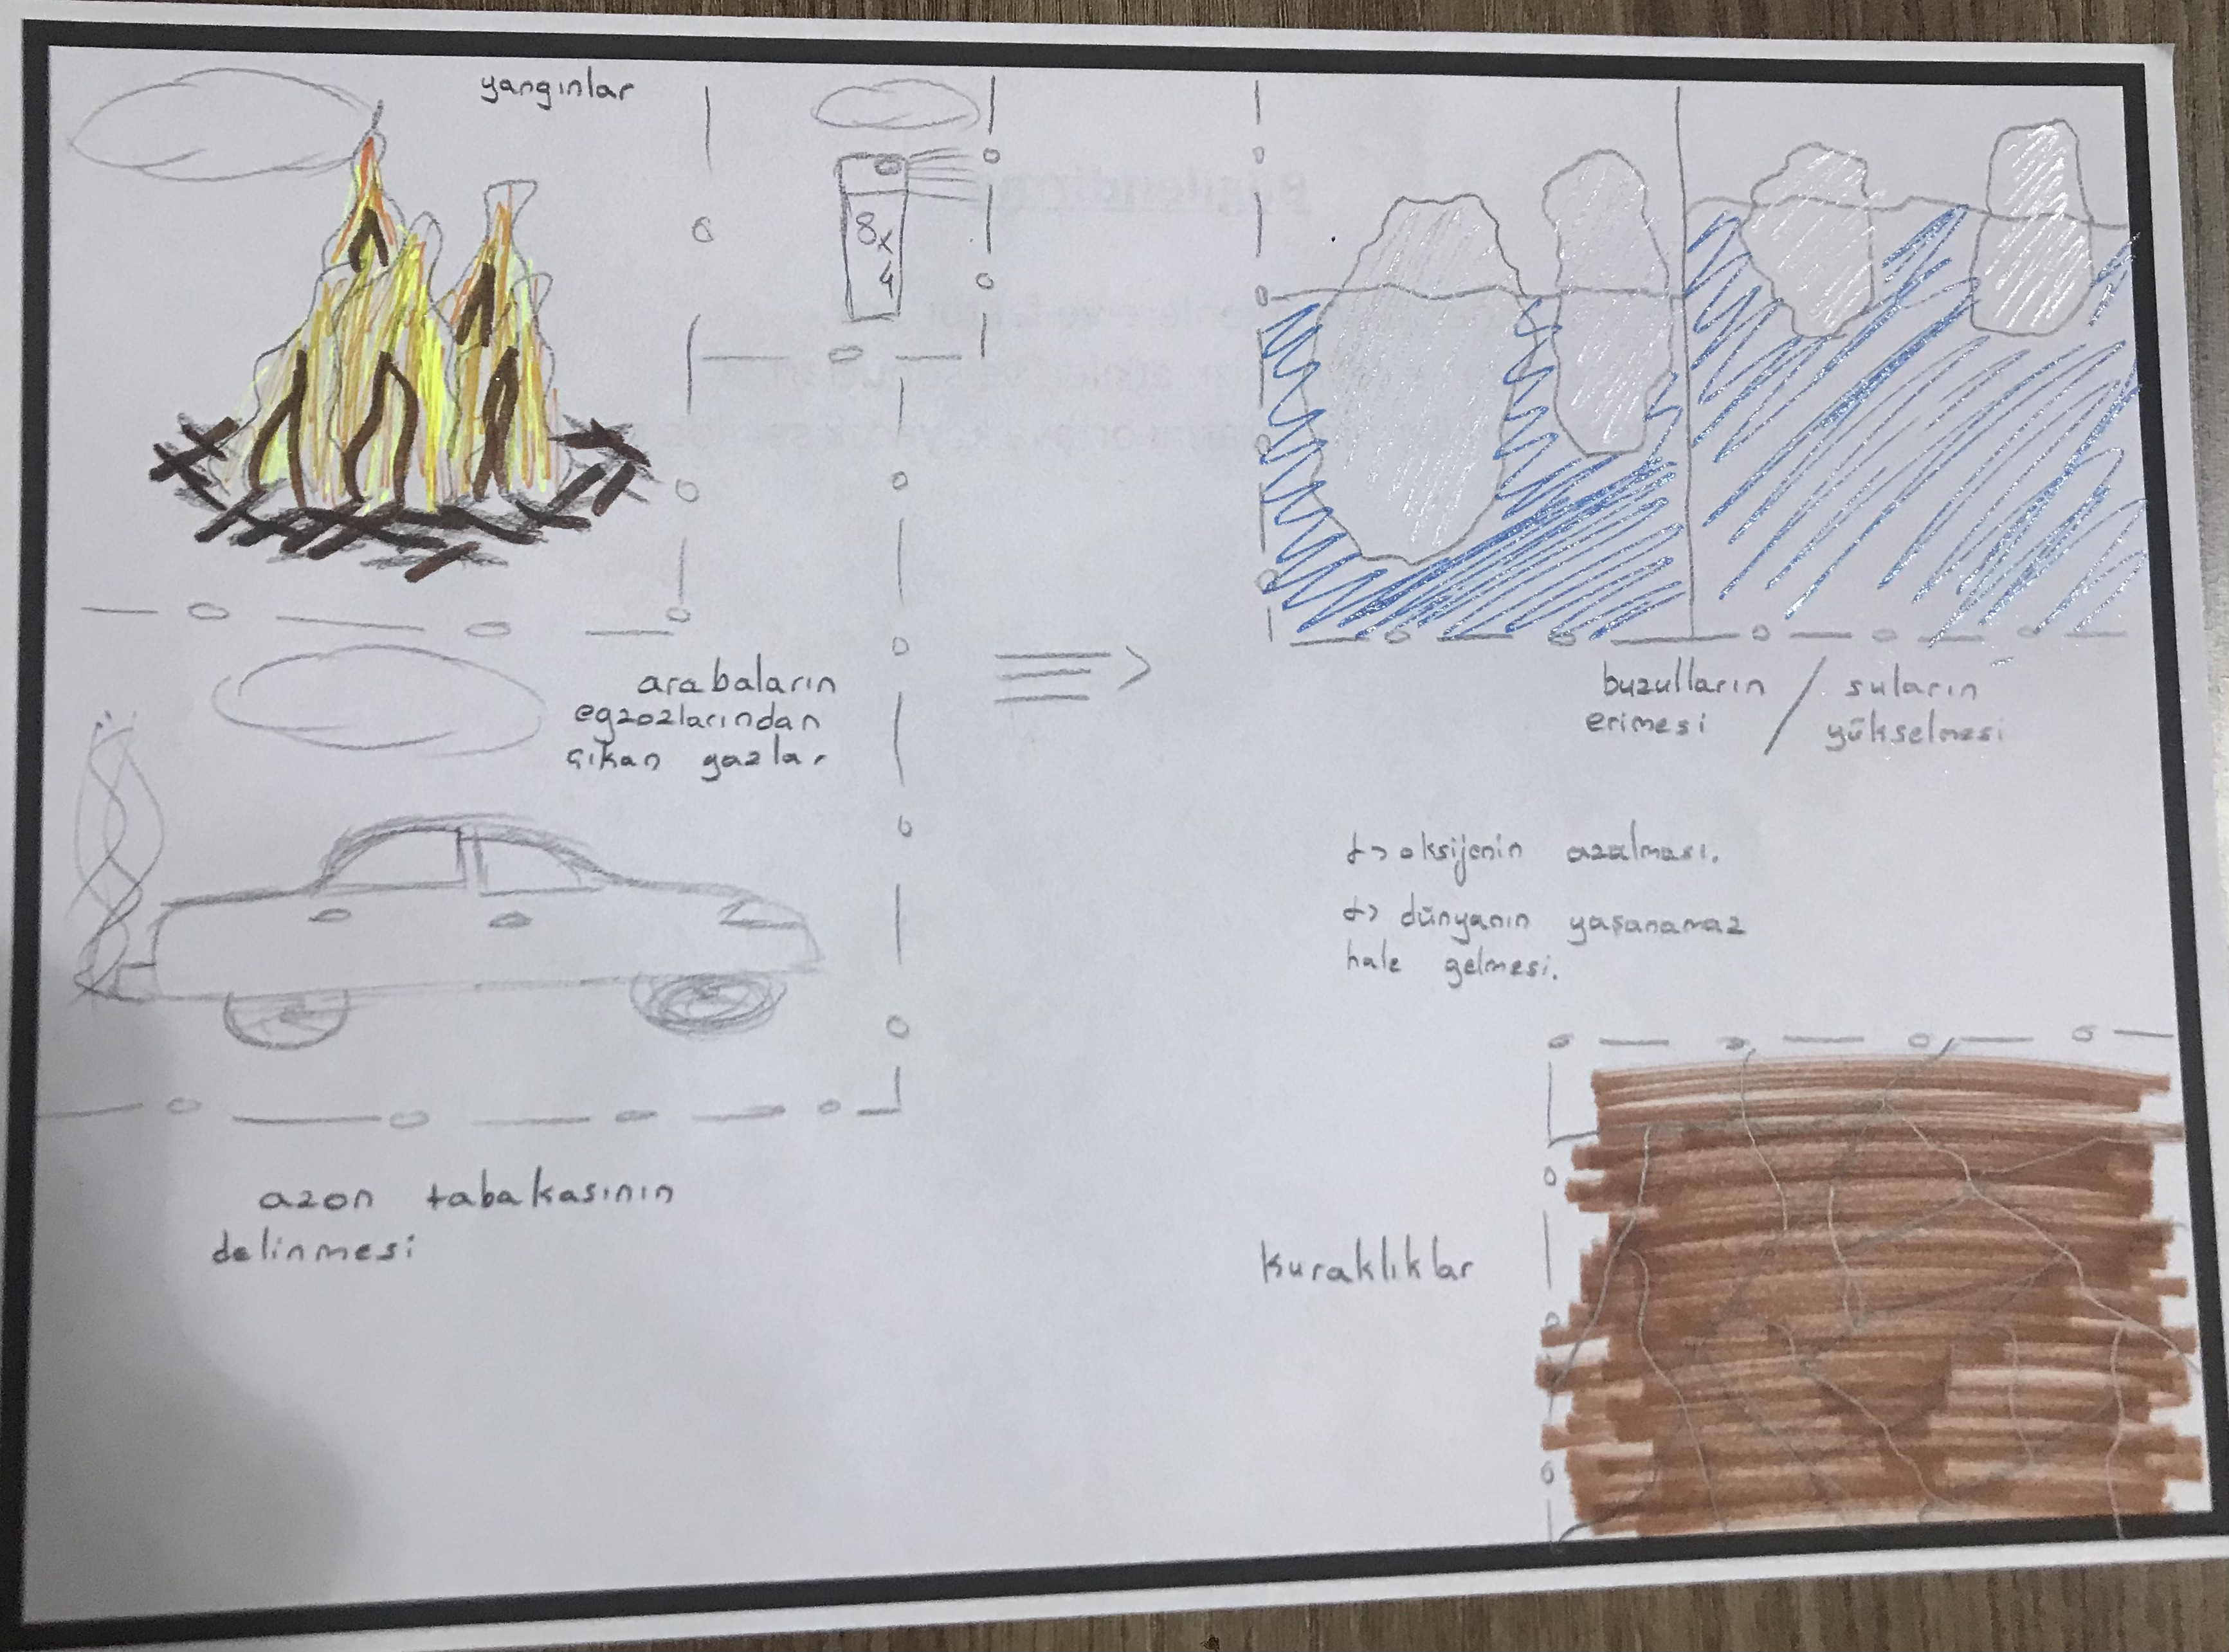 yangınlar
8x
4
arabaların
egzozlarından
çıkan gazlar
azon tabakasının
delinmesi
buzulların / suların
erimesi yükselmesi
oksijenin azalması.
dünyanın yaşanamaz
hale gelmesi.
Kuraklıklar